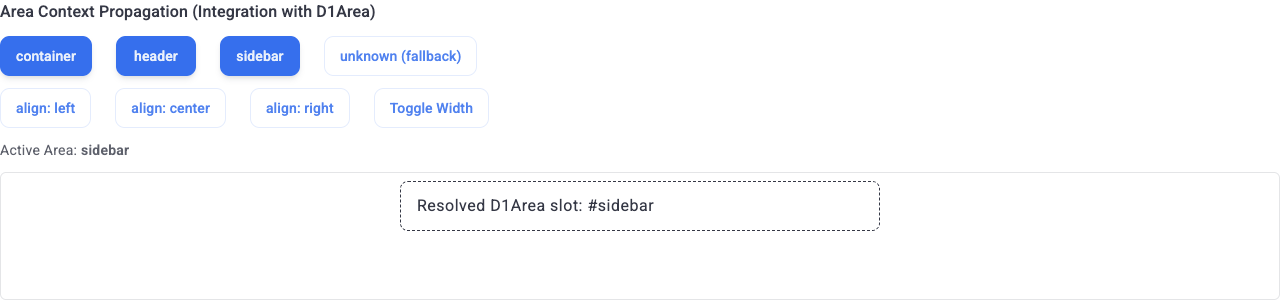 Area Context Propagation (Integration with D1Area)
container header sidebar unknown (fallback)
align: left align: center align: right Toggle Width
Active Area: sidebar
Resolved D1Area slot: #sidebar